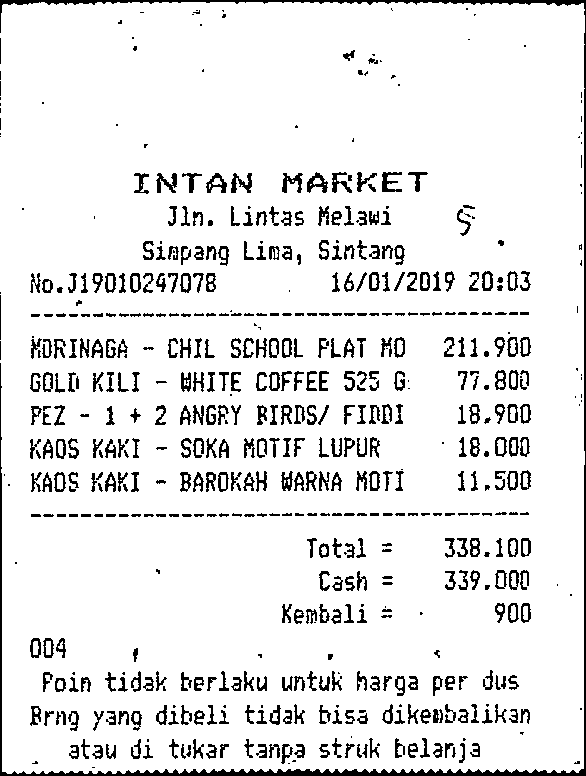 INTAN MARKET
Jln. Lintas Melawi
Simpang Lima, Sintang
No.J19010247078 16/01/2019 20:03
MORINAGA - CHIL SCHOOL PLAT MO 211.900
GOLD KILI - WHITE COFFEE 525 G 77.800
PEZ - 1 + 2 ANGRY BIRDS/ FIDDI 18.900
KAOS KAKI - SOKA MOTIF LUPUR 18.000
KAOS KAKI - BAROKAH WARNA MOTI 11.500
Total = 338.100
Cash = 339.000
Kembali = 900
004
Poin tidak berlaku untuk harga per dus
Brng yang dibeli tidak bisa dikembalikan
atau di tukar tanpa struk belanja